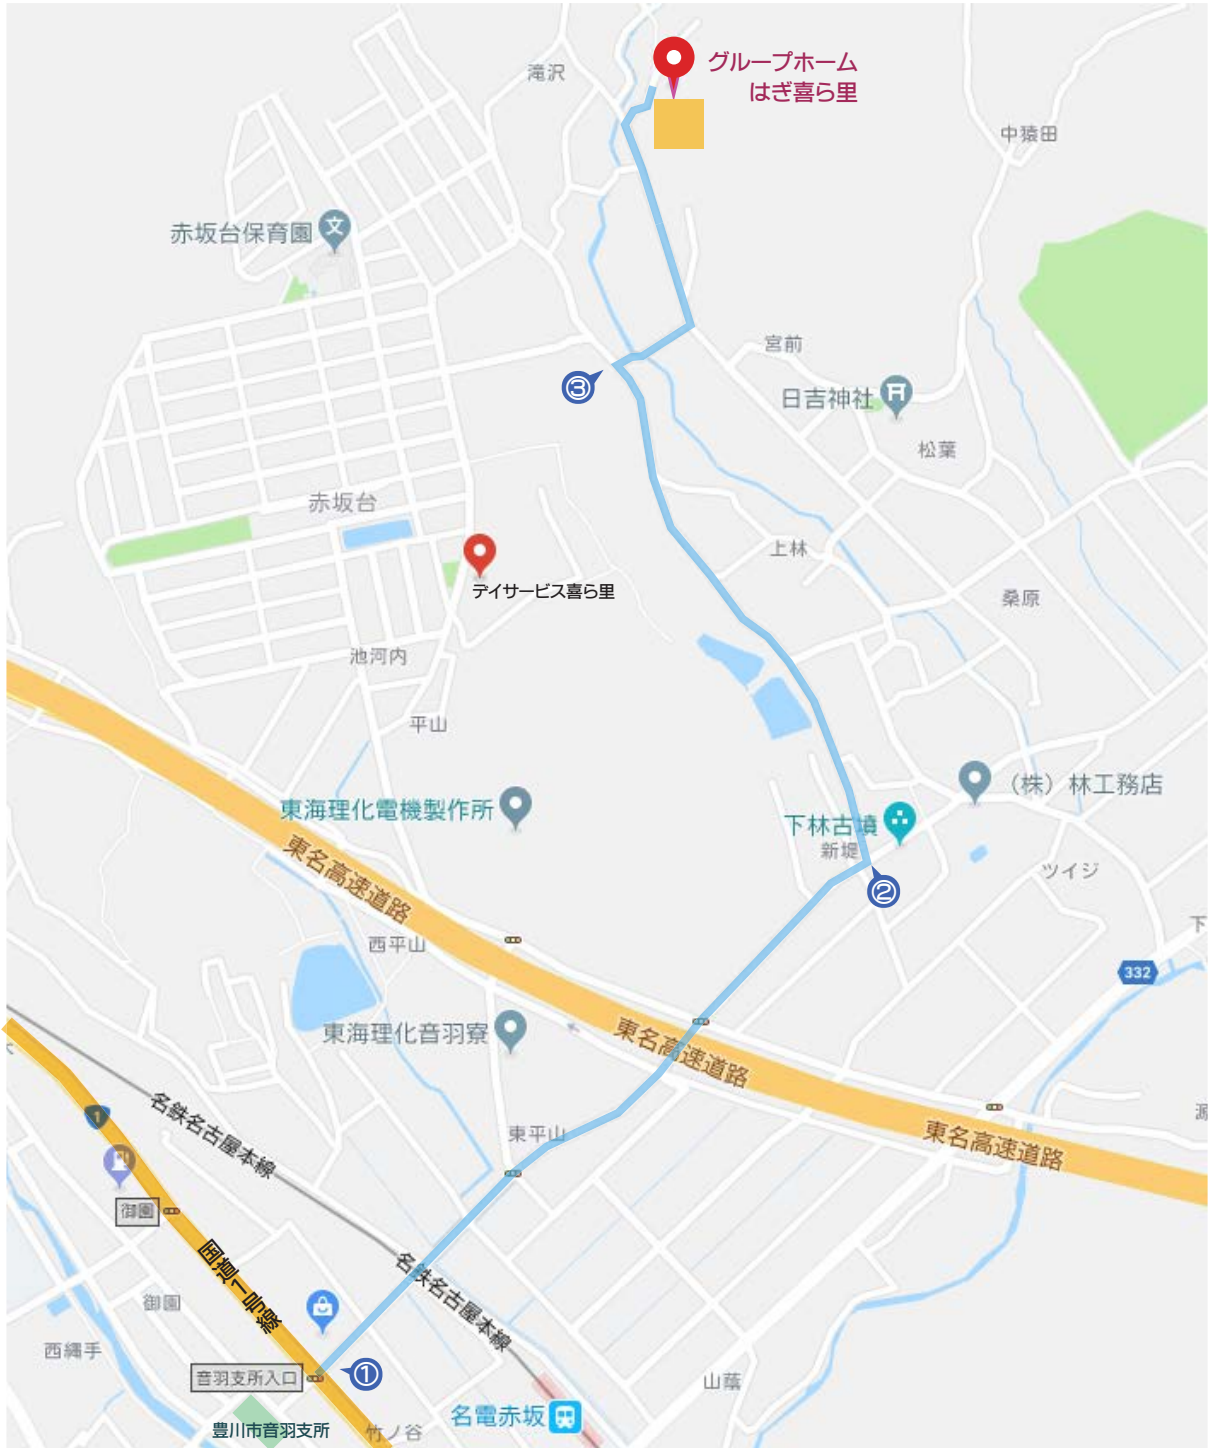 グループホーム
はぎ喜ら里
滝沢
中猿田
文
赤坂台保育園
宮前
③
日吉神社
松葉
赤坂台
上林
デイサービス喜ら里
桑原
池河内
平山
（株）林工務店
東海理化電機製作所
下林古墳
新堤
東名高速道路
ツイジ
②
西平山
下
332
東海理化音羽寮
東名高速道路
1
名鉄名古屋本線
東平山
東名高速道路
御園
国道1号線
名鉄名古屋本線
御園
西縄手
音羽支所入口
①
山蔭
名電赤坂
豊川市音羽支所
竹ノ谷